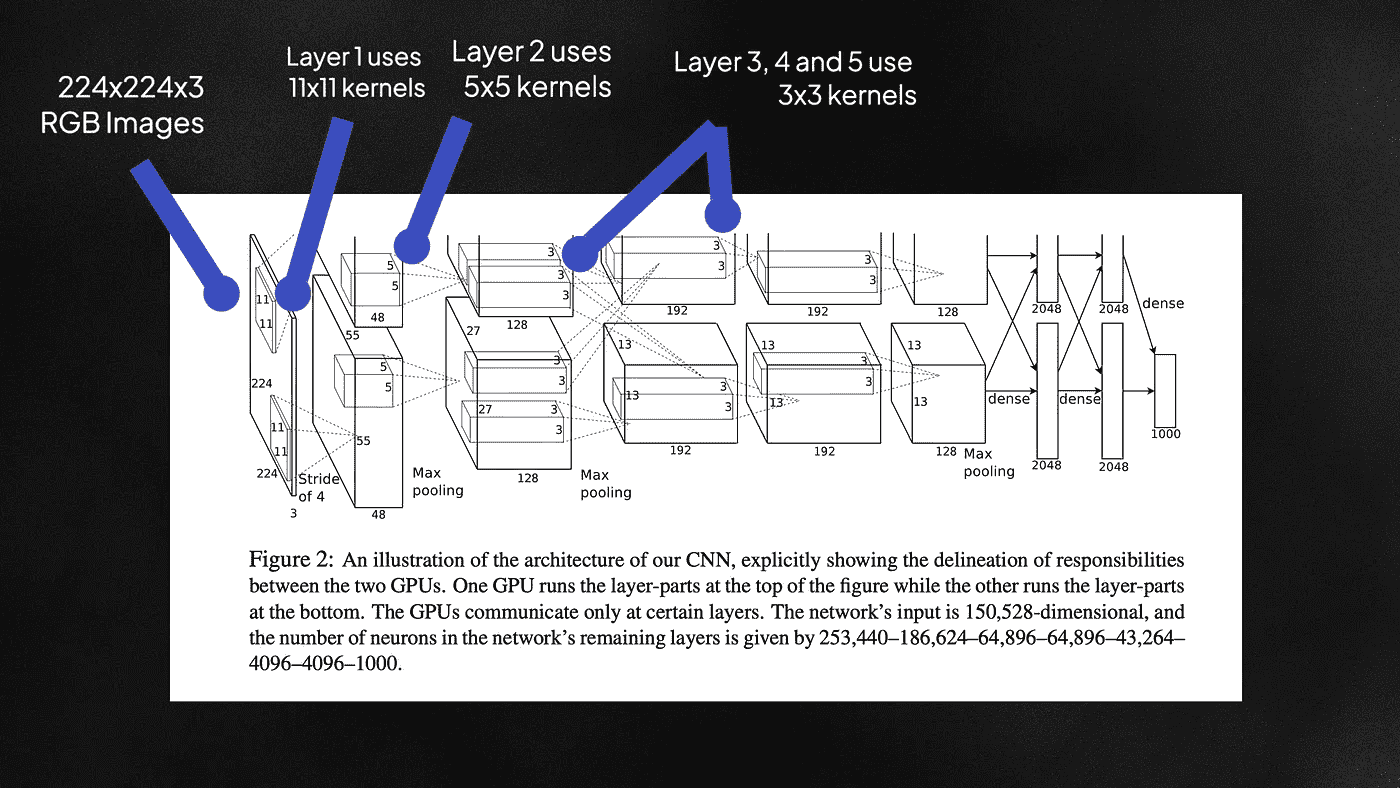 224x224x3
RGB Images
Layer 1 uses
11x11 kernels
Layer 2 uses
5x5 kernels
Layer 3, 4 and 5 use
3x3 kernels
11
11
224
11
11
224
3
Stride
of 4
5
5
48
55
5
5
55
48
Max
pooling
3
3
3
128
27
3
3
27
3
3
128
Max
pooling
3
3
192
13
13
3
3
192
3
3
192
13
3
3
13
192
128
13
13
128
Max
pooling
2048
2048
dense
dense
dense
2048
2048
1000
Figure 2: An illustration of the architecture of our CNN, explicitly showing the delineation of responsibilities
between the two GPUs. One GPU runs the layer-parts at the top of the figure while the other runs the layer-parts
at the bottom. The GPUs communicate only at certain layers. The network’s input is 150,528-dimensional, and
the number of neurons in the network’s remaining layers is given by 253,440–186,624–64,896–64,896–43,264–
4096–4096–1000.